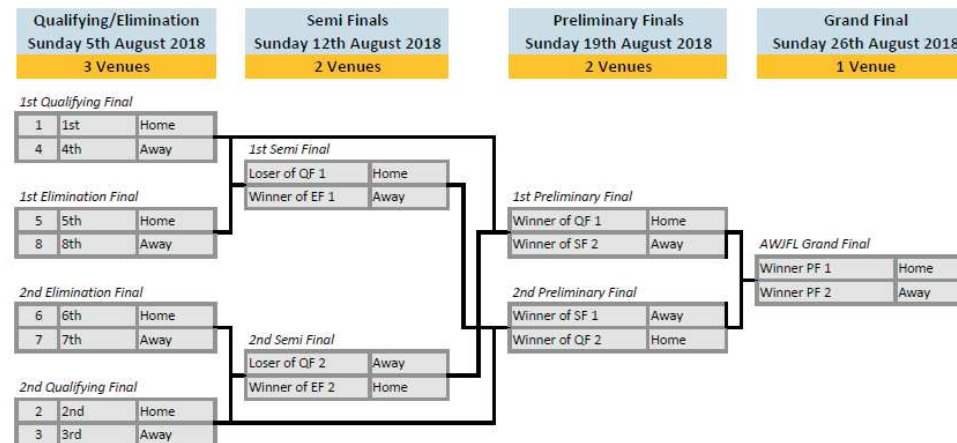 Qualifying/Elimination
Sunday 5th August 2018
3 Venues
Semi Finals
Sunday 12th August 2018
2 Venues
Preliminary Finals
Sunday 19th August 2018
2 Venues
Grand Final
Sunday 26th August 2018
1 Venue
1st Qualifying Final
1 1st Home
4 4th Away
1st Elimination Final
5 5th Home
8 8th Away
2nd Elimination Final
6 6th Home
7 7th Away
2nd Qualifying Final
2 2nd Home
3 3rd Away
1st Semi Final
Loser of QF 1 Home
Winner of EF 1 Away
2nd Semi Final
Loser of QF 2 Away
Winner of EF 2 Home
1st Preliminary Final
Winner of QF 1 Home
Winner of SF 2 Away
2nd Preliminary Final
Winner of SF 1 Away
Winner of QF 2 Home
AWJFL Grand Final
Winner PF 1 Home
Winner PF 2 Away